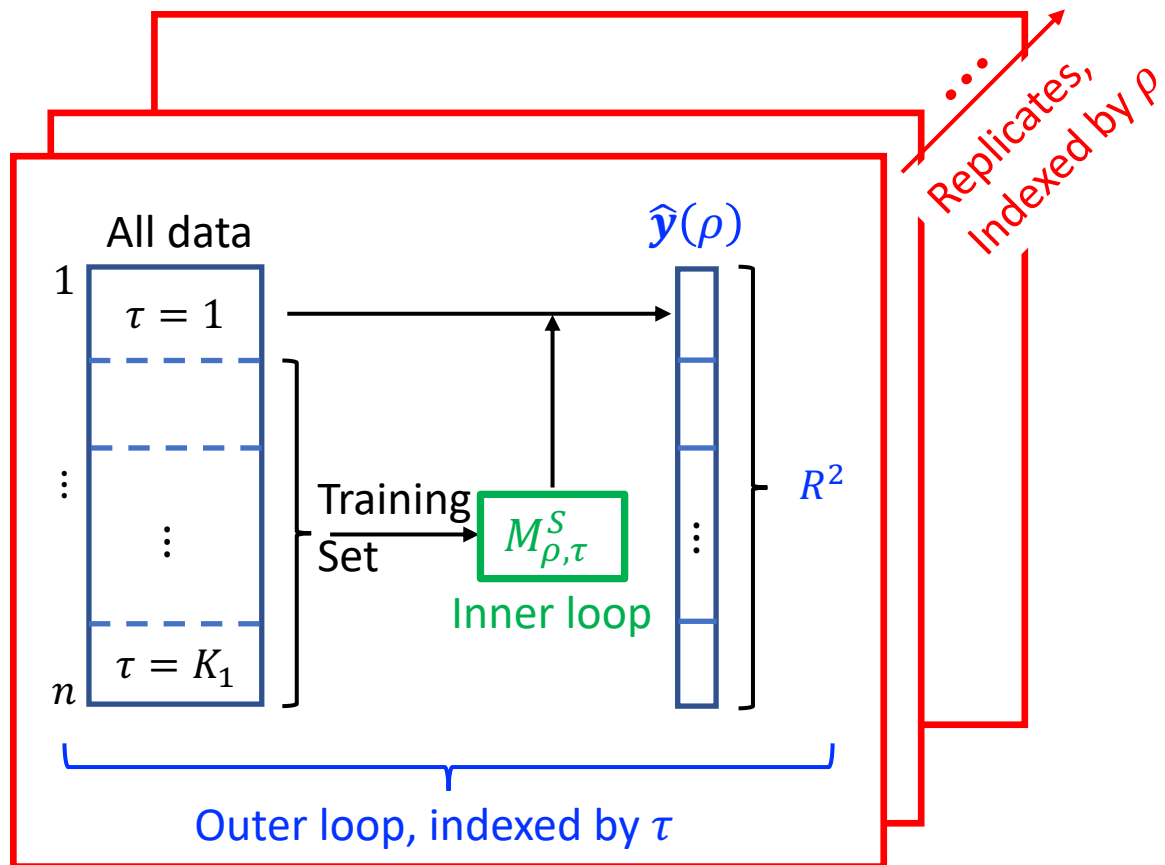 ...
Replicates,
Indexed by ρ
All data
ŷ(ρ)
1
τ = 1
⋮
⋮
Training
Set
M^S_{ρ,τ}
⋮
R²
Inner loop
τ = K₁
n
Outer loop, indexed by τ